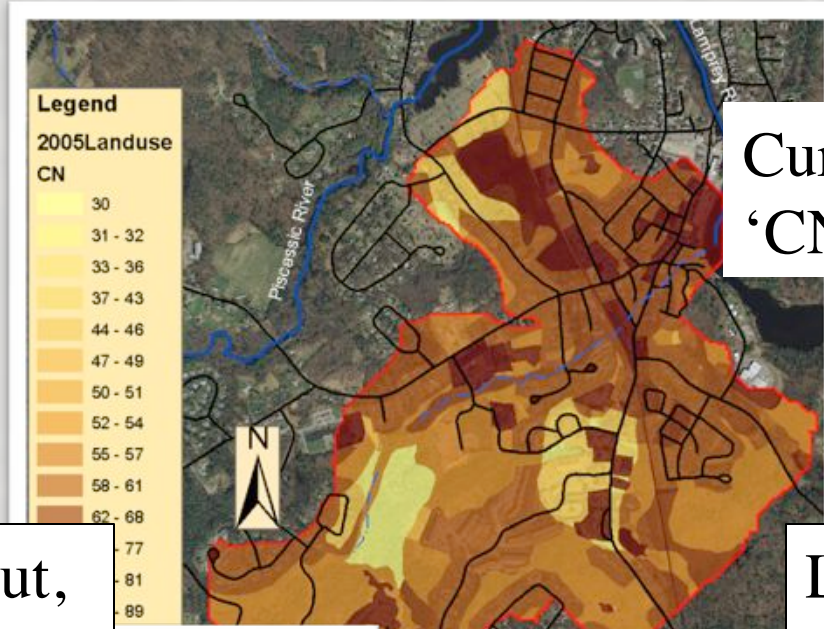 Legend
2005Landuse
CN
30
31 - 32
33 - 36
37 - 43
44 - 46
47 - 49
50 - 51
52 - 54
55 - 57
58 - 61
62 - 68
77
81
89
N
Piscassic River
Lamprey
‘CN
ut,